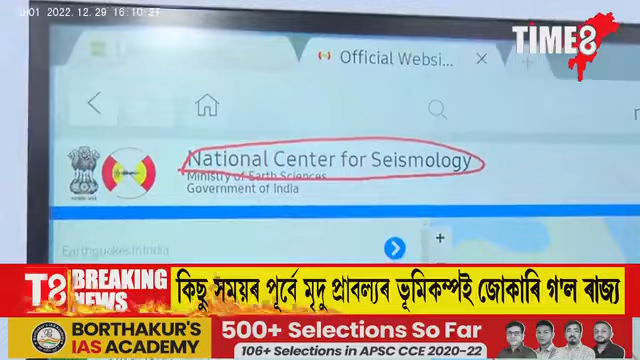 J01 2022.12.29 16:10:24
TIME8
Official Websi...
National Center for Seismology
Ministry of Earth Sciences
Government of India
Earthquakes in India
T8 BREAKING NEWS
কিছু সময়ৰ পূৰ্বে মৃদু প্ৰাবল্যৰ ভূমিকম্পই জোকাৰি গ'ল ৰাজ্য
BORTHAKUR'S IAS ACADEMY
500+ Selections So Far
106+ Selections in APSC CCE 2020-22